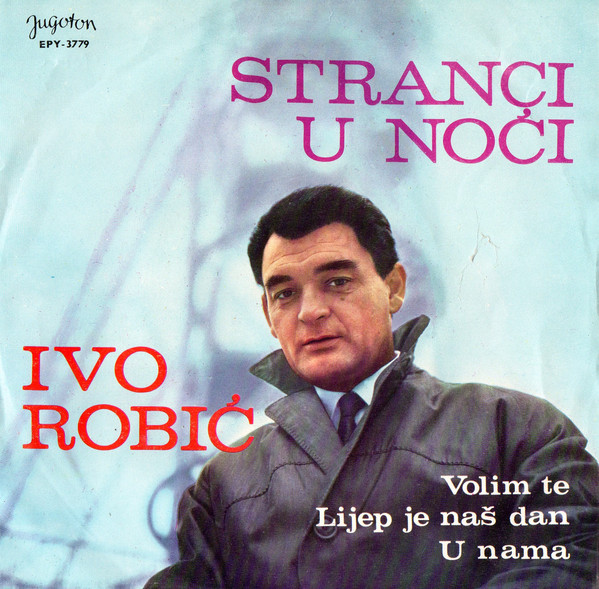 Jugoton
EPY-3779
STRANCI
U NOĆI
IVO
ROBIĆ
Volim te
Lijep je naš dan
U nama